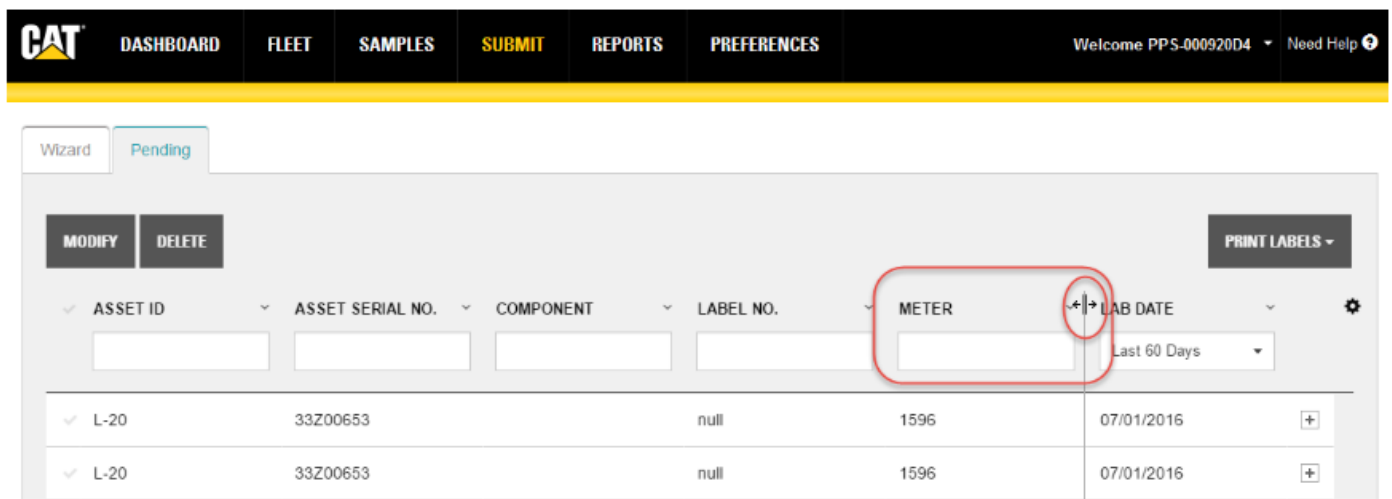 CAT DASHBOARD FLEET SAMPLES SUBMIT REPORTS PREFERENCES Welcome PPS-000920D4 Need Help ?
Wizard Pending
MODIFY DELETE PRINT LABELS
ASSET ID ASSET SERIAL NO. COMPONENT LABEL NO. METER LAB DATE
Last 60 Days
L-20 33Z00653 null 1596 07/01/2016 +
L-20 33Z00653 null 1596 07/01/2016 +